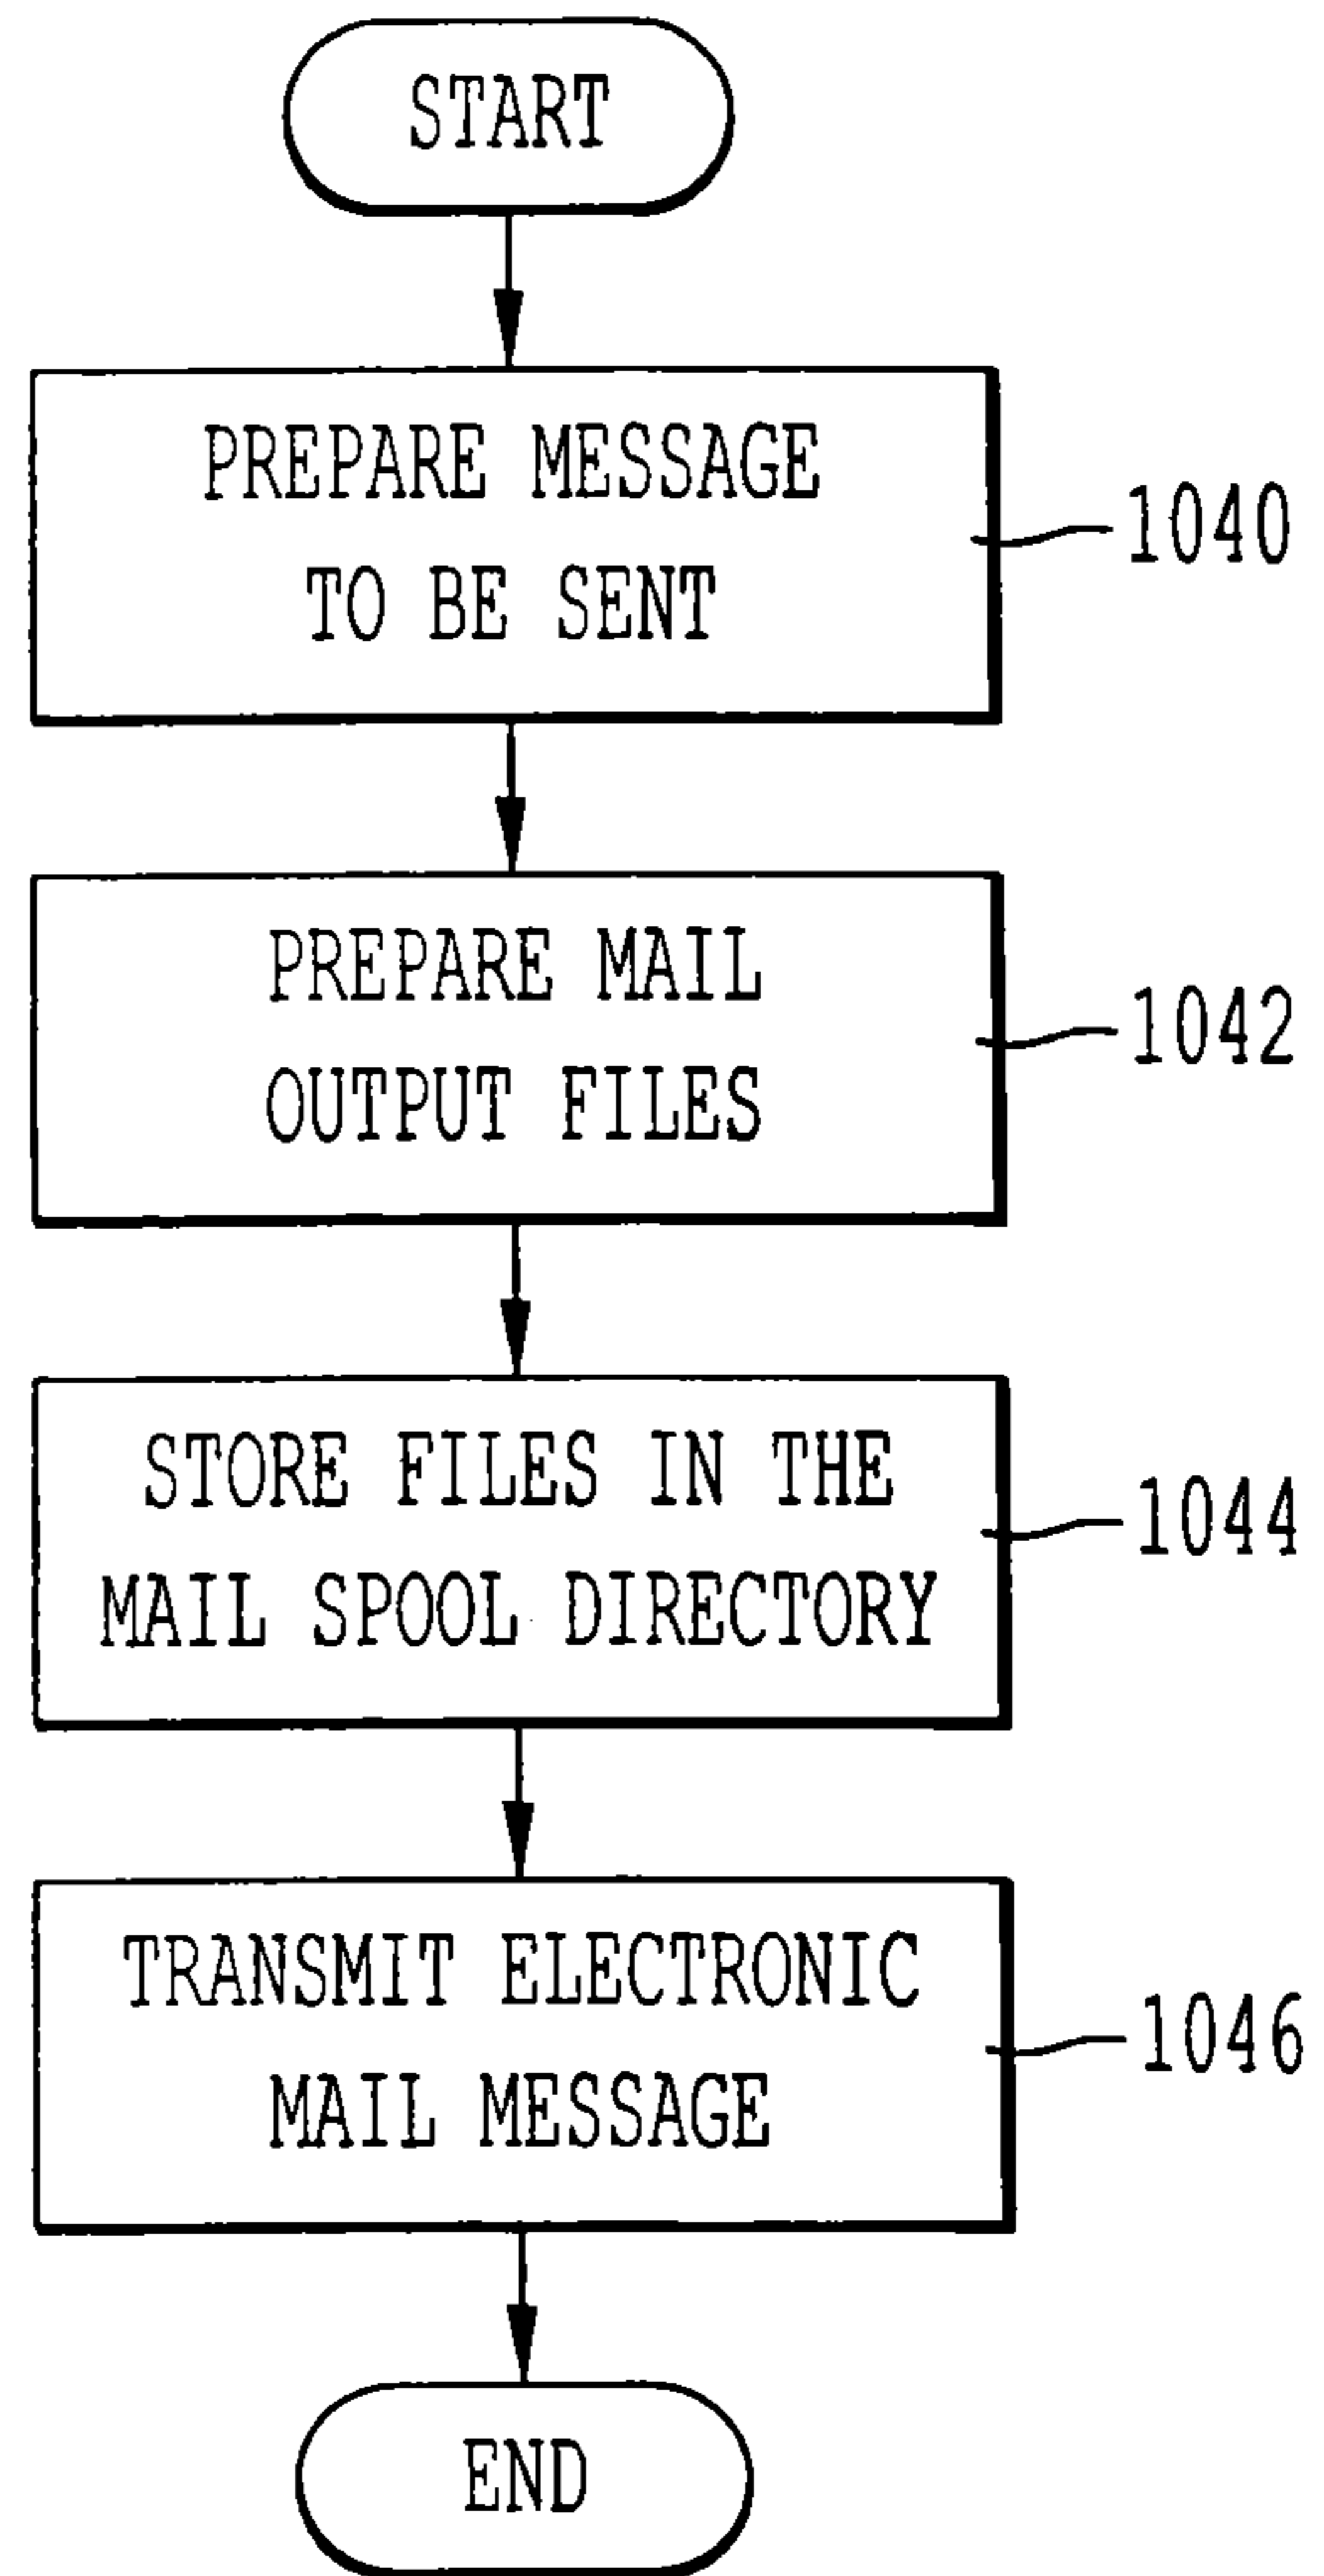 START
PREPARE MESSAGE
TO BE SENT
1040
PREPARE MAIL
OUTPUT FILES
1042
STORE FILES IN THE
MAIL SPOOL DIRECTORY
1044
TRANSMIT ELECTRONIC
MAIL MESSAGE
1046
END